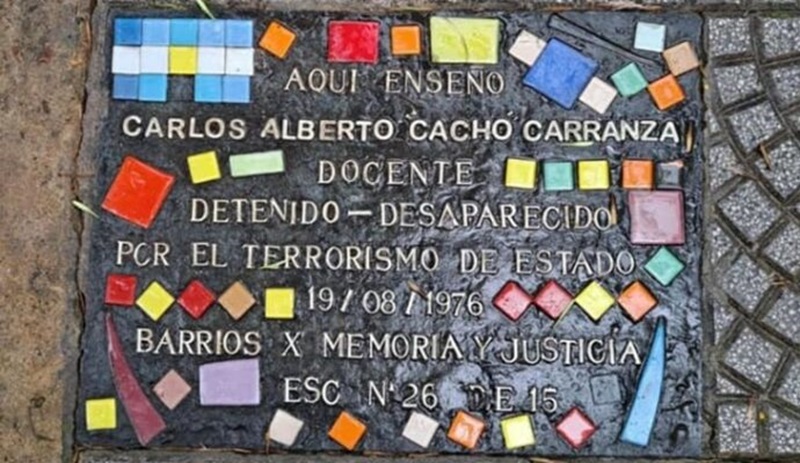 AQUI ENSEÑO
CARLOS ALBERTO "CACHO" CARRANZA
DOCENTE
DETENIDO - DESAPARECIDO
POR EL TERRORISMO DE ESTADO
19/08/1976
BARRIOS X MEMORIA Y JUSTICIA
ESC Nº 26 DE 15